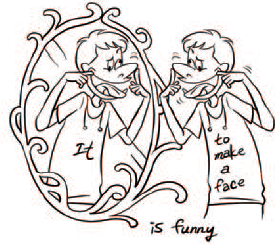 It
to
make
a
face
is funny